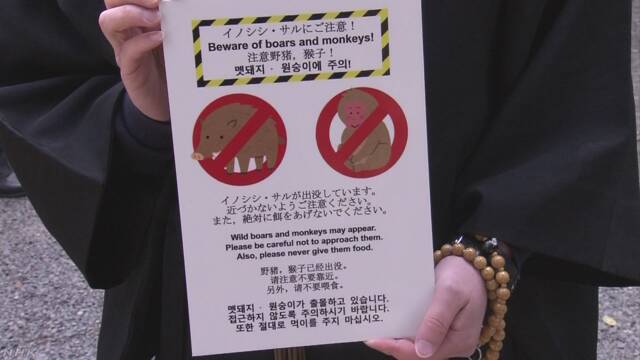 イノシシ・サルにご注意！
Beware of boars and monkeys!
注意野猪，猴子！
멧돼지・원숭이에 주의!
イノシシ・サルが出没しています。
近づかないようご注意ください。
また、絶対に餌をあげないでください。
Wild boars and monkeys may appear.
Please be careful not to approach them.
Also, please never give them food.
野猪，猴子已经出没。
请注意不要靠近。
另外，请不要喂食。
멧돼지・원숭이가 출몰하고 있습니다.
접근하지 않도록 주의하시기 바랍니다.
또한 절대로 먹이를 주지 마십시오.